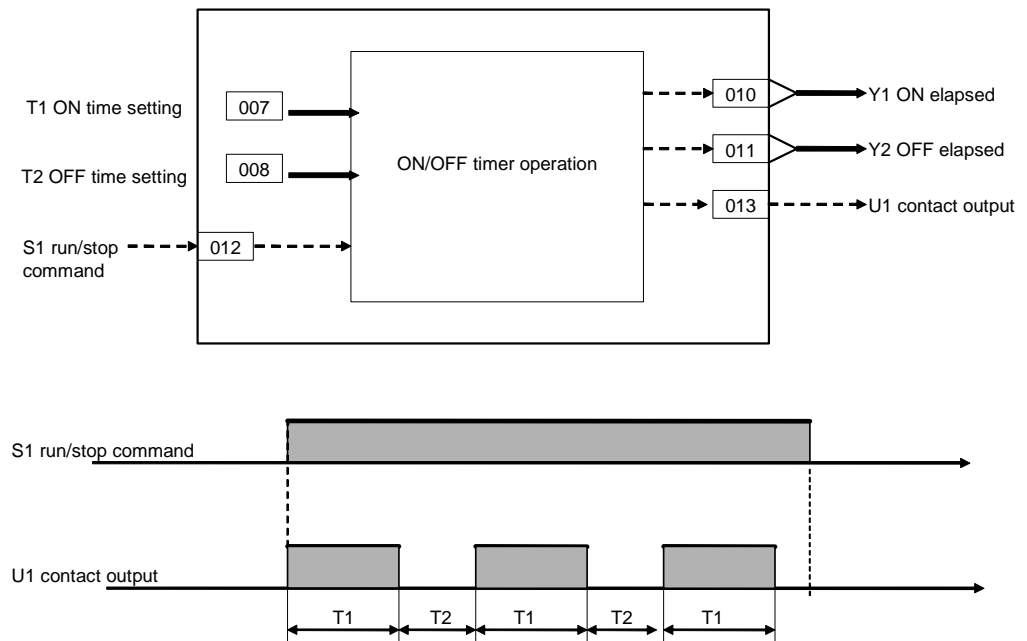 T1 ON time setting
007
010
Y1 ON elapsed
T2 OFF time setting
008
ON/OFF timer operation
011
Y2 OFF elapsed
013
U1 contact output
S1 run/stop
command
012
S1 run/stop command
U1 contact output
T1
T2
T1
T2
T1